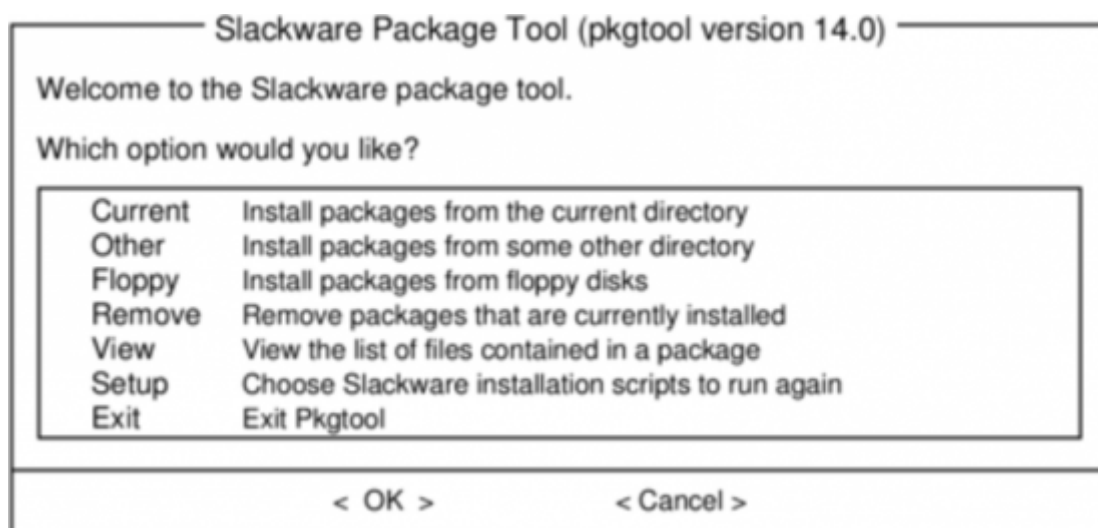 Slackware Package Tool (pkgtool version 14.0)
Welcome to the Slackware package tool.
Which option would you like?
Current Install packages from the current directory
Other Install packages from some other directory
Floppy Install packages from floppy disks
Remove Remove packages that are currently installed
View View the list of files contained in a package
Setup Choose Slackware installation scripts to run again
Exit Exit Pkgtool
< OK > < Cancel >